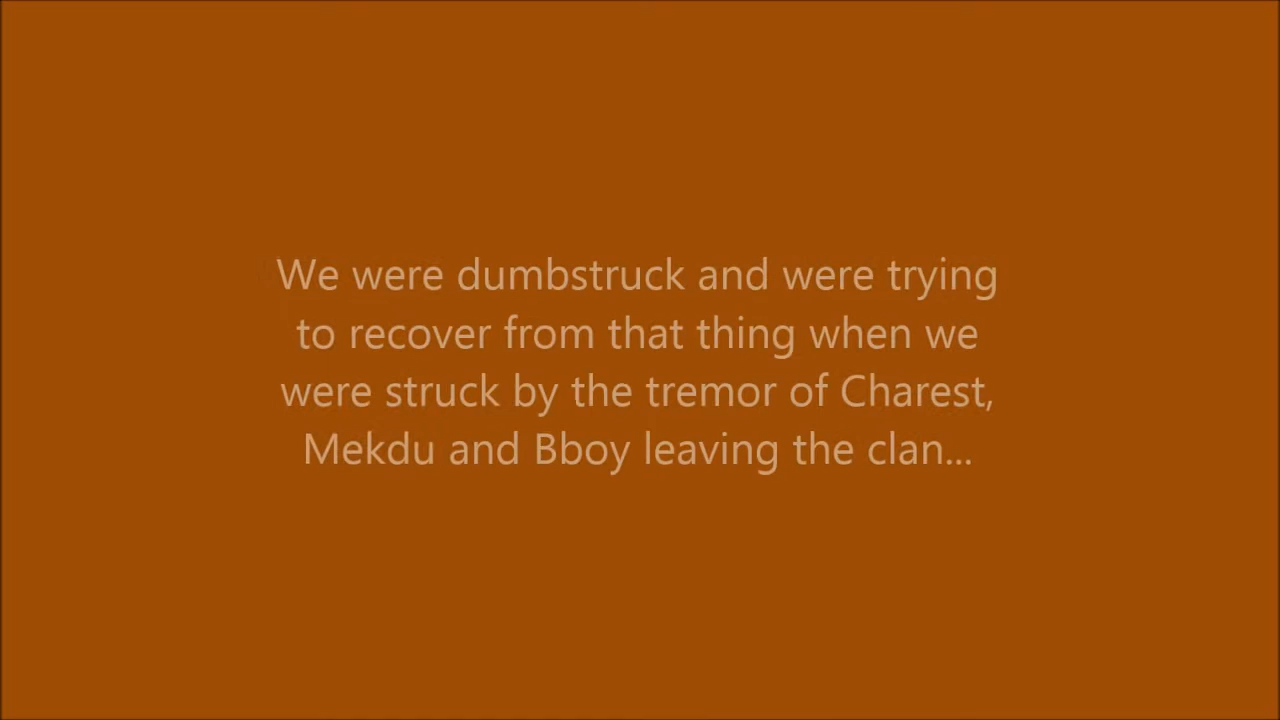 We were dumbstruck and were trying
to recover from that thing when we
were struck by the tremor of Charest,
Mekdu and Bboy leaving the clan...